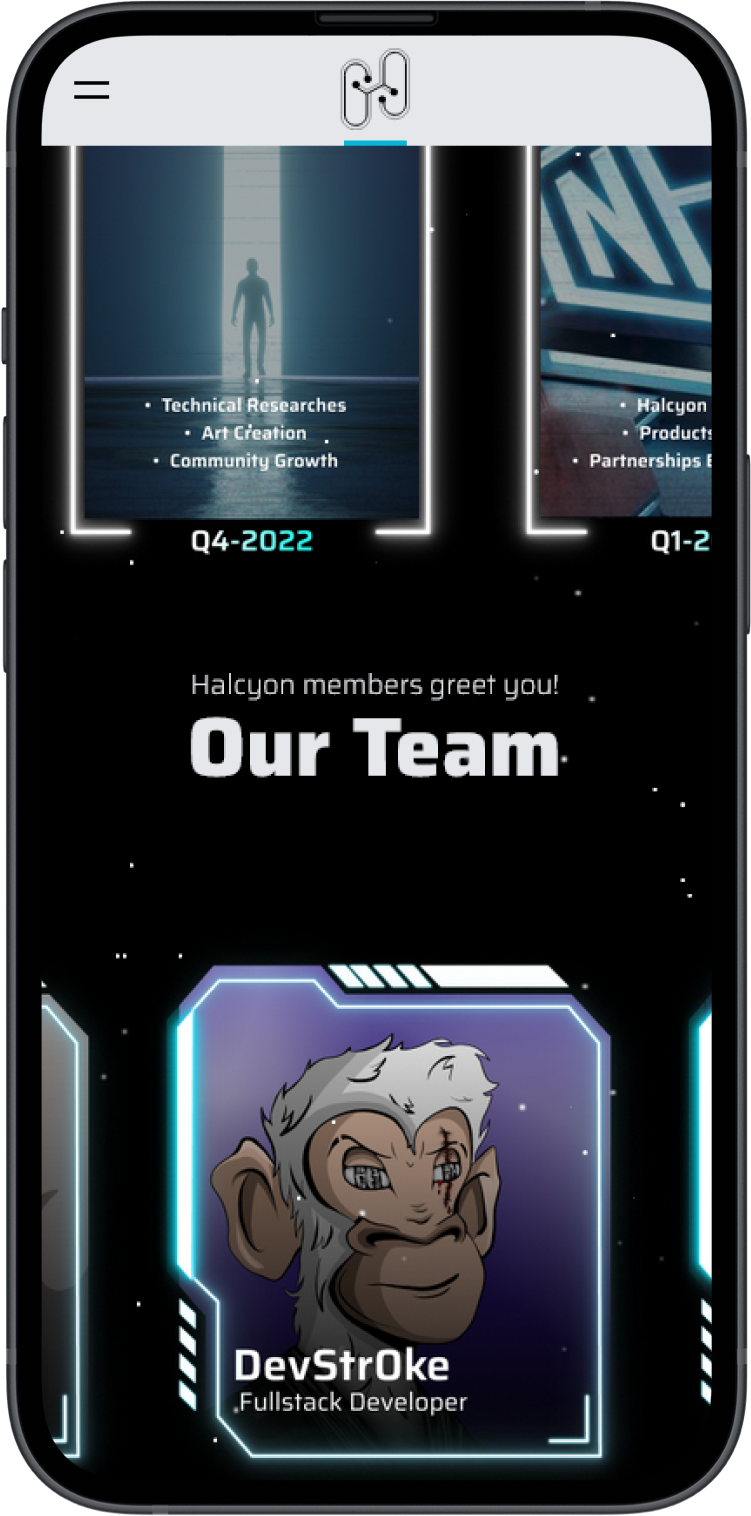 • Technical Researches
• Art Creation
• Community Growth
Q4-2022
• Halcyon
• Products
• Partnerships
Q1-2
Halcyon members greet you!
Our Team
DevStr0ke
Fullstack Developer